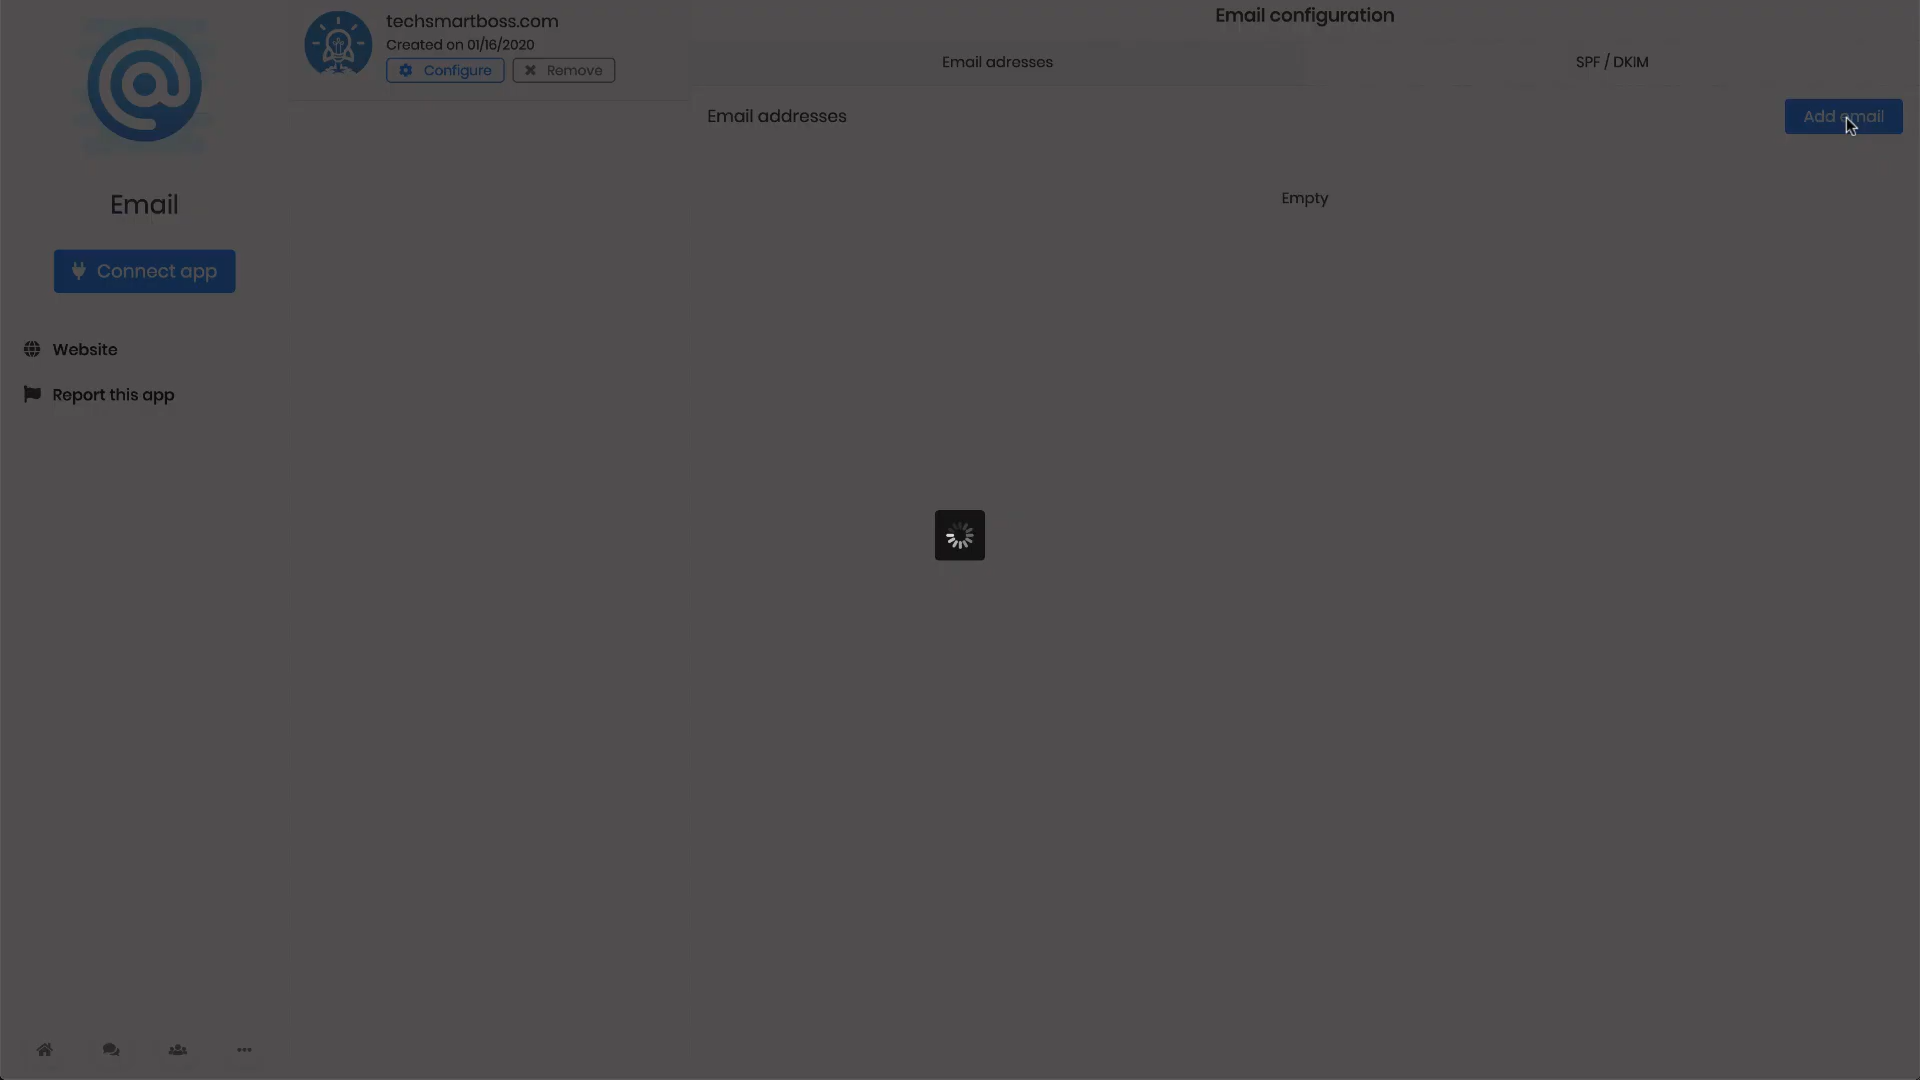 techsmartboss.com
Created on 01/16/2020
Configure
Remove
Email
Connect app
Website
Report this app
Email configuration
Email adresses
SPF / DKIM
Email addresses
Add email
Empty